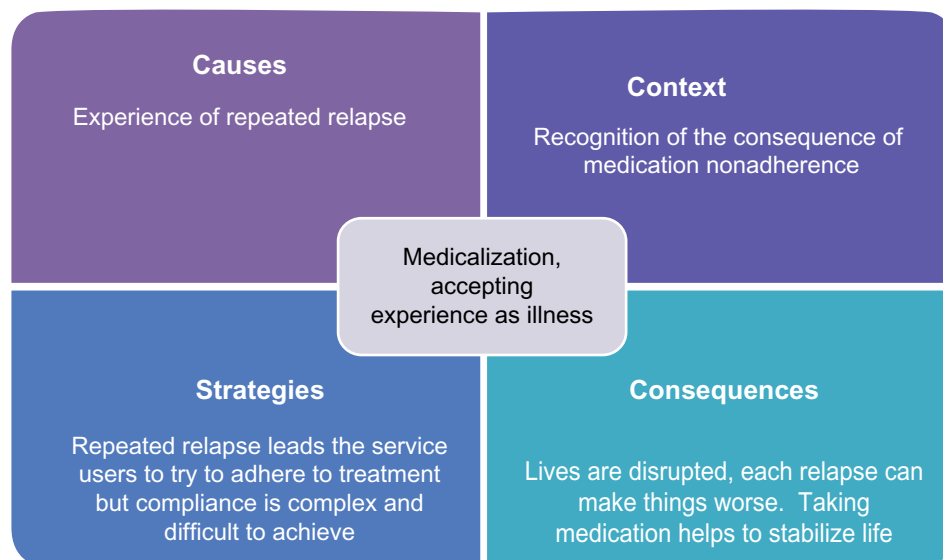 Causes
Experience of repeated relapse
Context
Recognition of the consequence of
medication nonadherence
Medicalization,
accepting
experience as illness
Strategies
Repeated relapse leads the service
users to try to adhere to treatment
but compliance is complex and
difficult to achieve
Consequences
Lives are disrupted, each relapse can
make things worse.  Taking
medication helps to stabilize life